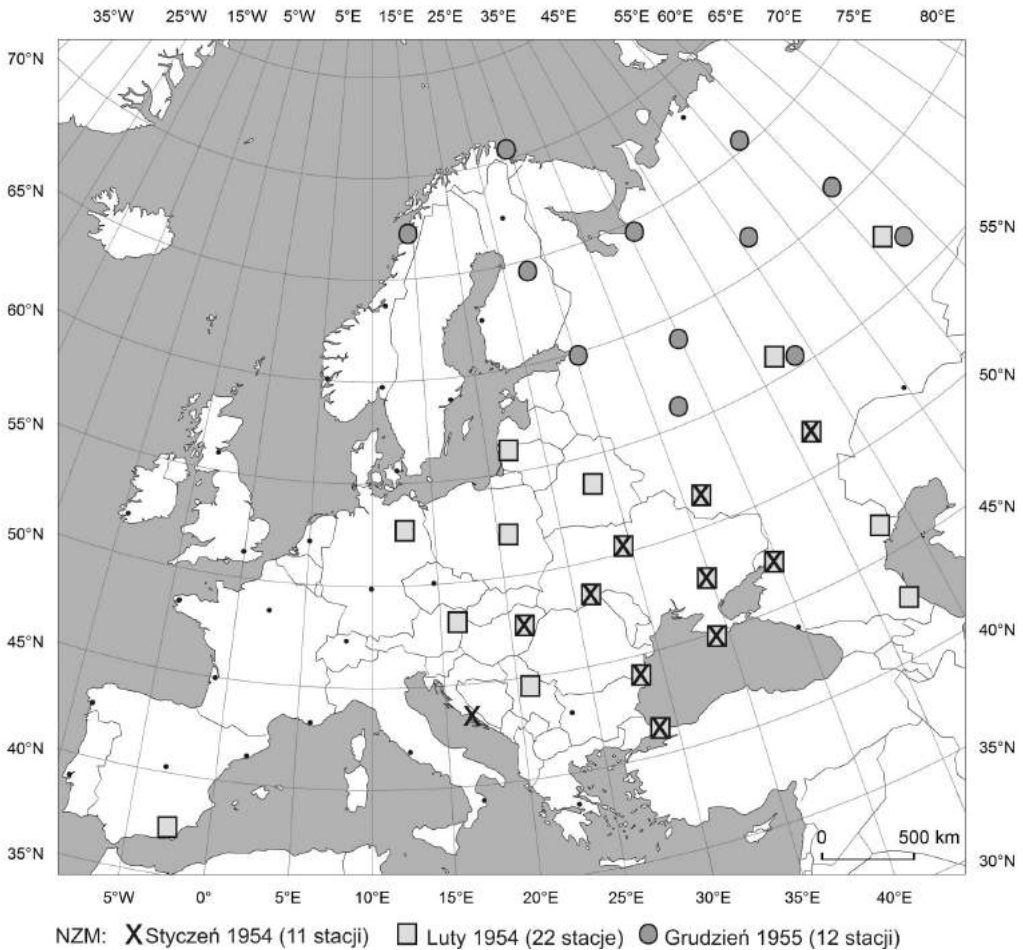 35°W 25°W 15°W 5°W 5°E 15°E 25°E 35°E 45°E 55°E 60°E 65°E 70°E 75°E 80°E
70°N
65°N
55°N
60°N
50°N
55°N
45°N
50°N
40°N
45°N
35°N
40°N
0 500 km
35°N
30°N
5°W 0°E 5°E 10°E 15°E 20°E 25°E 30°E 35°E 40°E
NZM: Styczeń 1954 (11 stacji) Luty 1954 (22 stacje) Grudzień 1955 (12 stacji)